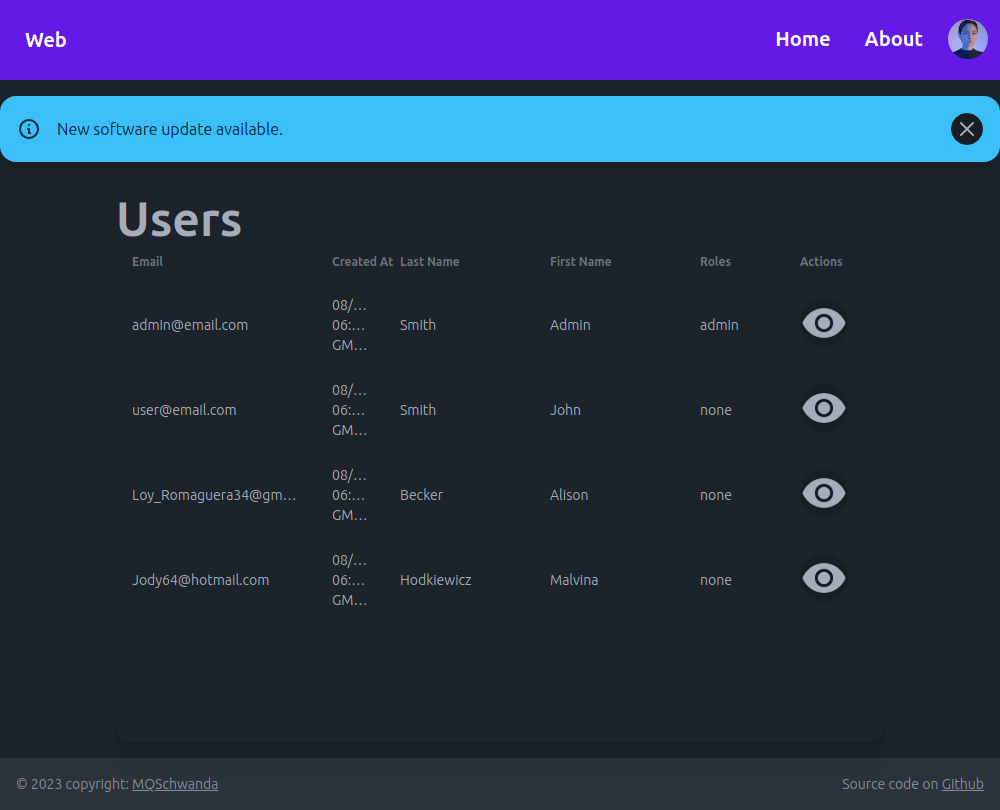 Web Home About
New software update available.
Users
Email Created At Last Name First Name Roles Actions
08/...
admin@email.com 06:... Smith Admin admin
GM...
08/...
user@email.com 06:... Smith John none
GM...
08/...
Loy_Romaguera34@gm... 06:... Becker Alison none
GM...
08/...
Jody64@hotmail.com 06:... Hodkiewicz Malvina none
GM...
© 2023 copyright: MQSchwanda Source code on Github